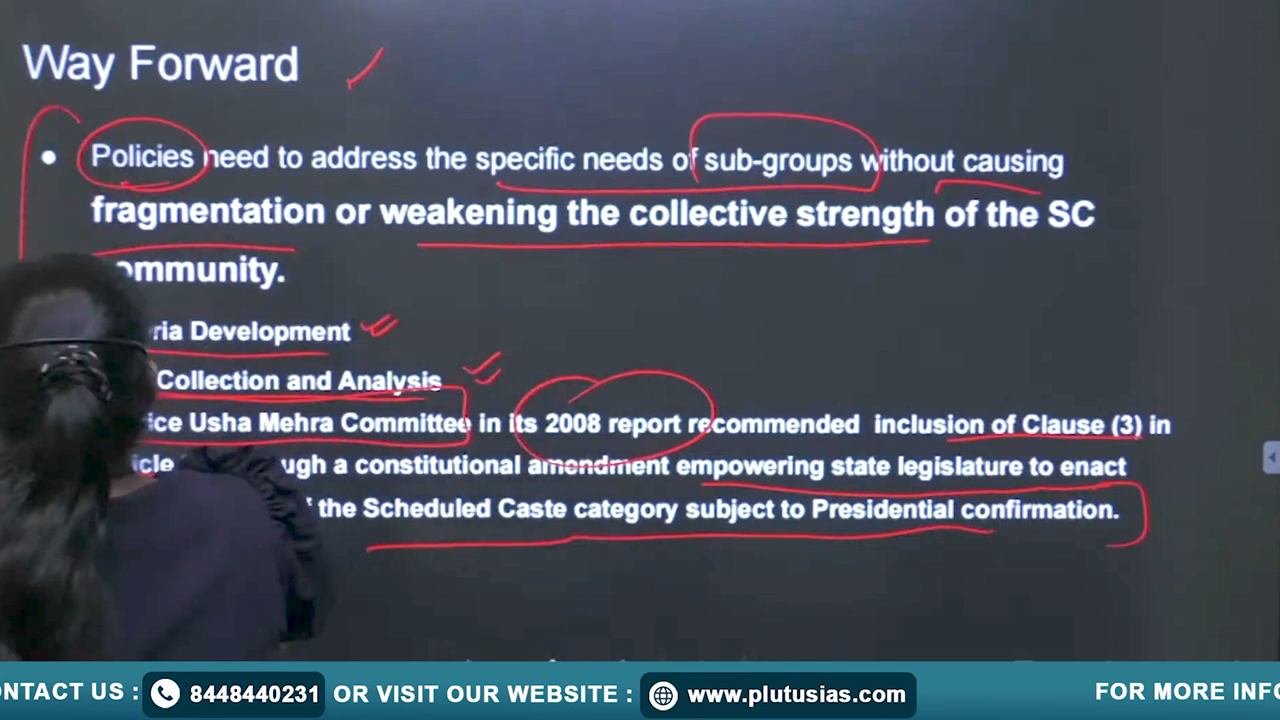 Way Forward
Policies need to address the specific needs of sub-groups without causing
fragmentation or weakening the collective strength of the SC
ommunity.
ria Development
Collection and Analysis
ice Usha Mehra Committee in its 2008 report recommended inclusion of Clause (3) in
icle ugh a constitutional amendment empowering state legislature to enact
the Scheduled Caste category subject to Presidential confirmation.
ONTACT US : 8448440231 OR VISIT OUR WEBSITE : www.plutusias.com FOR MORE INFO